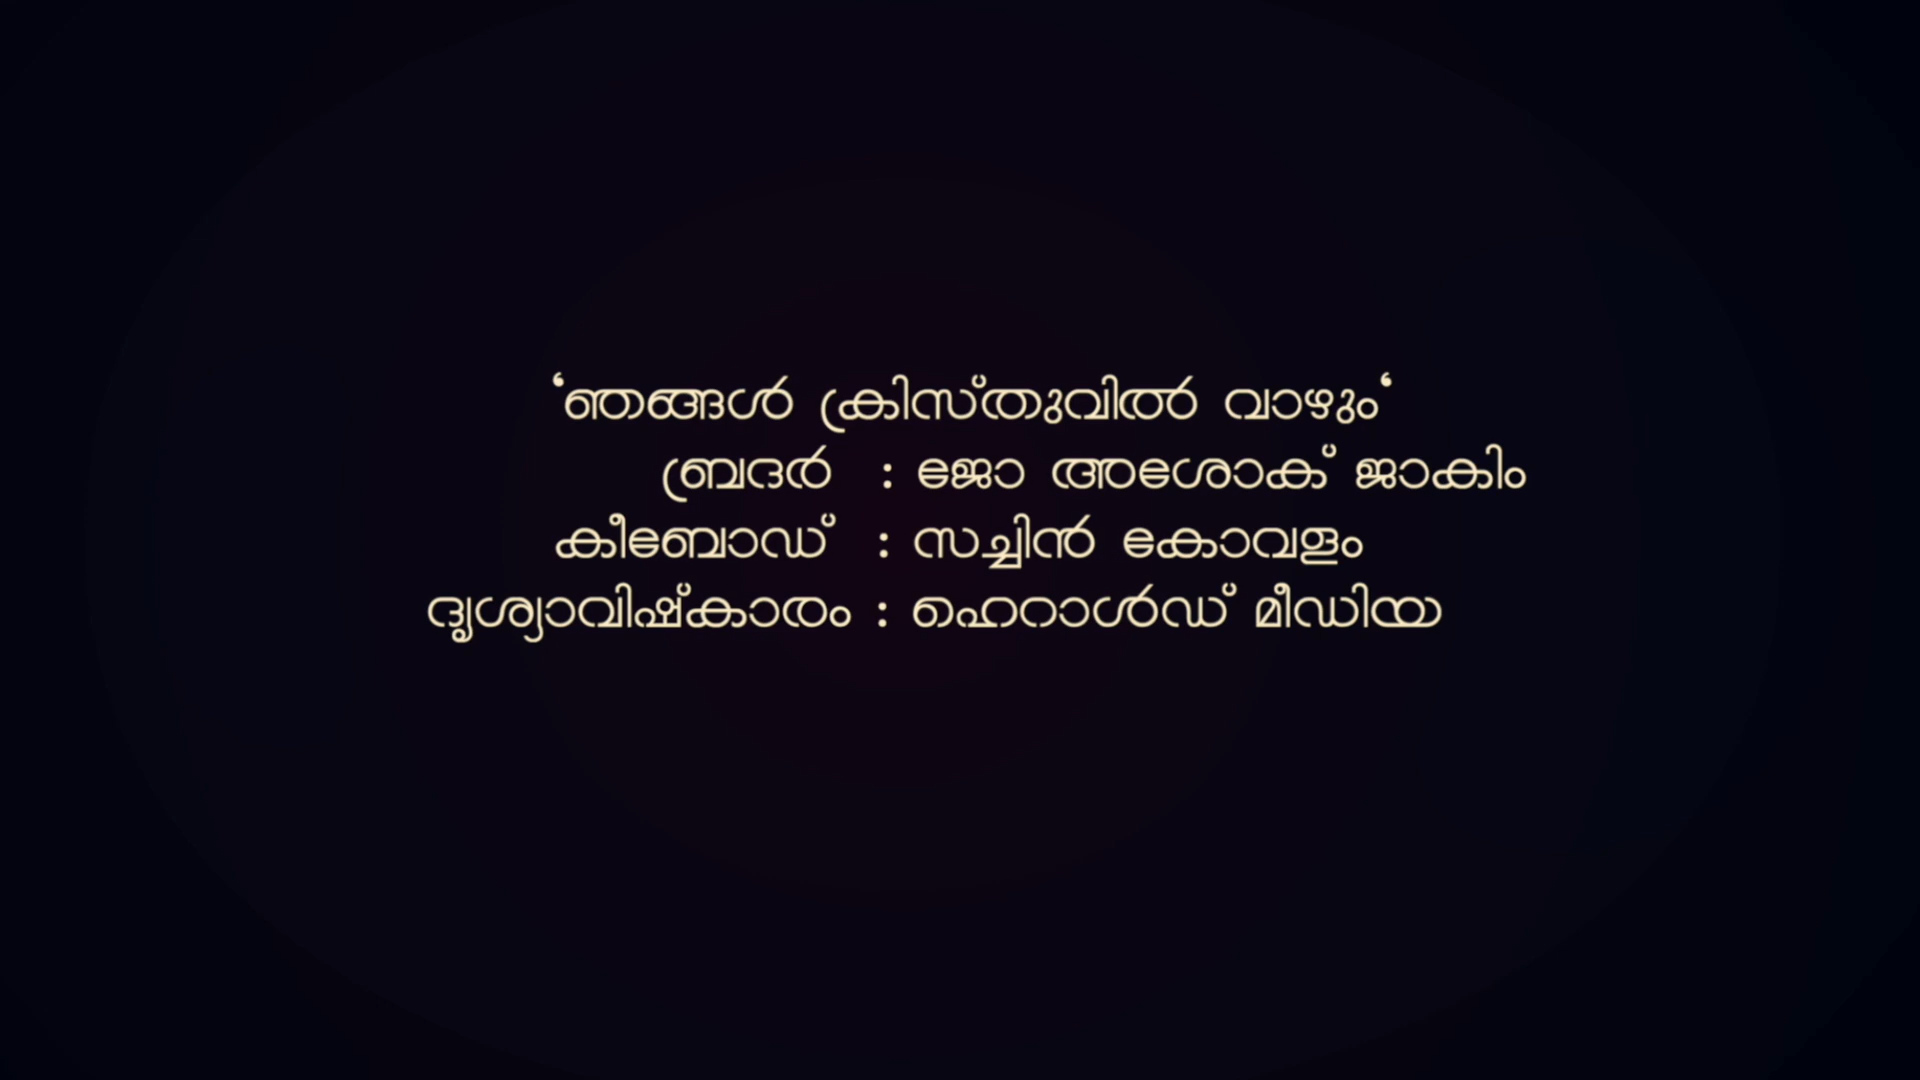 ‘ഞങ്ങൾ ക്രിസ്തുവിൽ വാഴും‘
ബ്രദർ : ജോ അശോക് ജാകിം
കീബോഡ് : സച്ചിൻ കോവളം
ദൃശ്യാവിഷ്കാരം : ഹെറാൾഡ് മീഡിയ